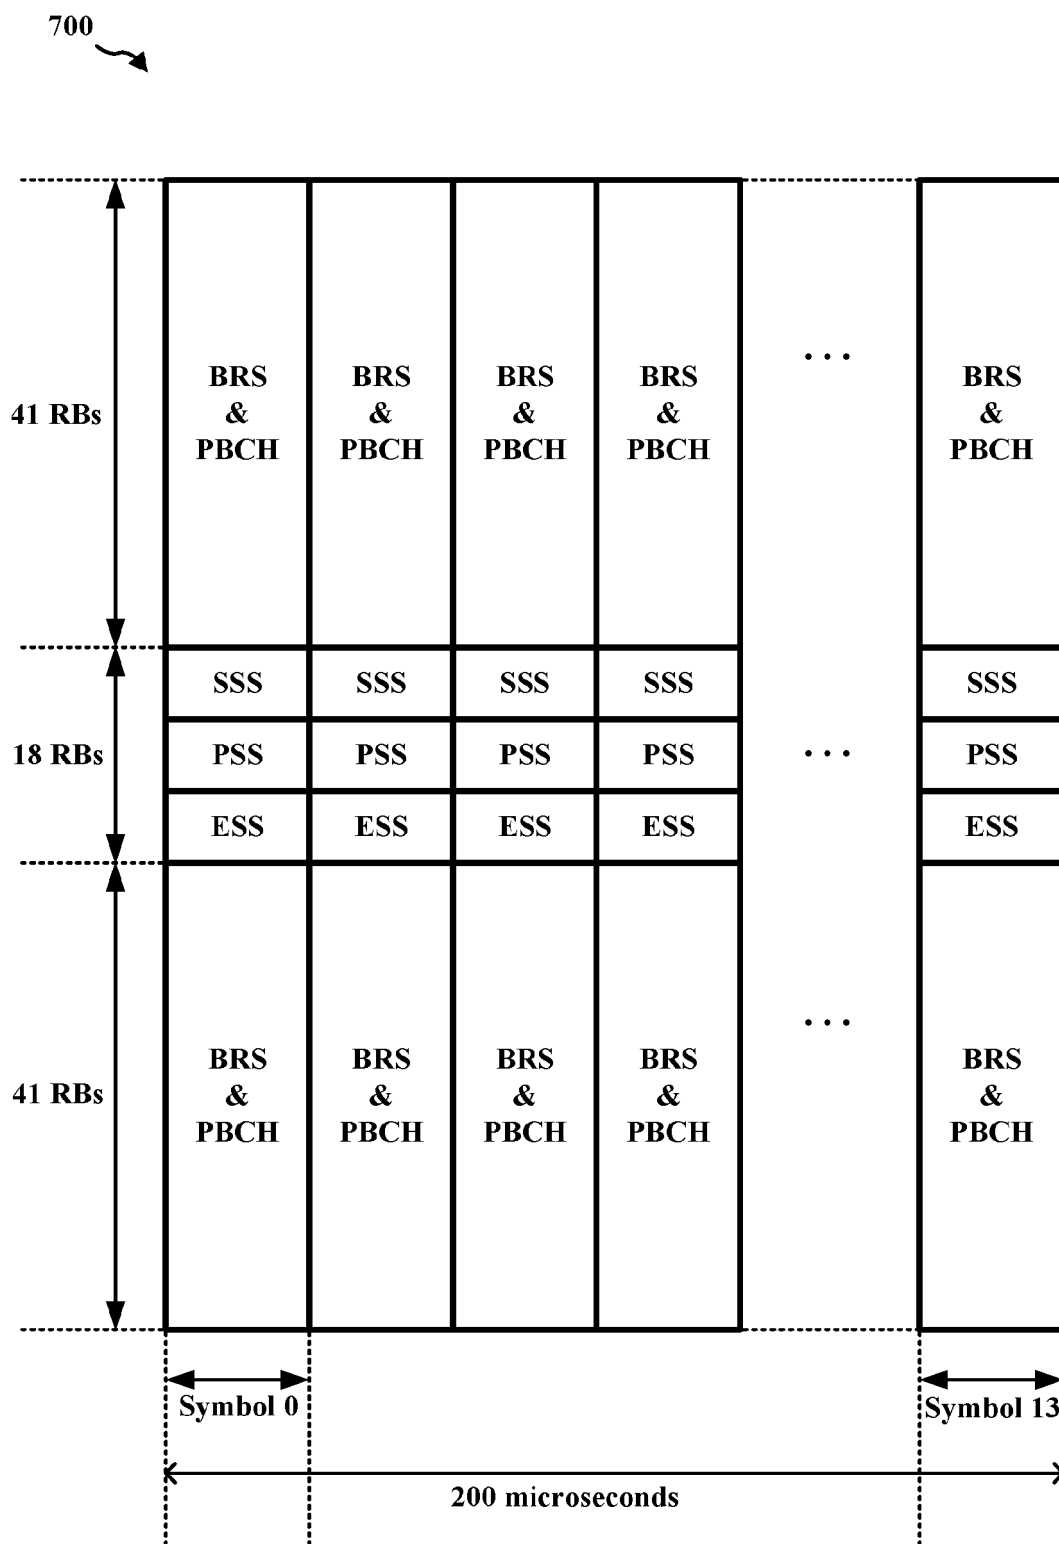 700
BRS BRS BRS BRS ... BRS
41 RBs & & & & &
PBCH PBCH PBCH PBCH PBCH
SSS SSS SSS SSS SSS
18 RBs PSS PSS PSS PSS ... PSS
ESS ESS ESS ESS ESS
...
BRS BRS BRS BRS BRS
41 RBs & & & & &
PBCH PBCH PBCH PBCH PBCH
Symbol 0 Symbol 13
200 microseconds